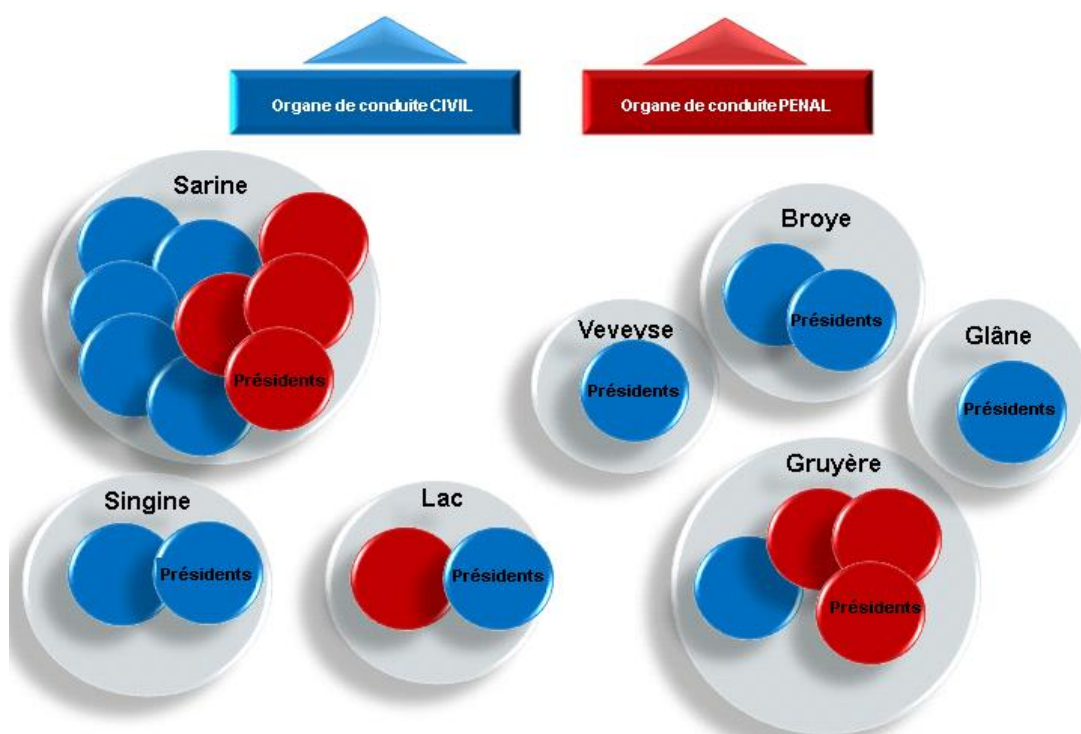 Organe de conduite CIVIL
Organe de conduite PENAL
Sarine
Présidents
Broye
Présidents
Veveyse
Présidents
Glâne
Présidents
Singine
Présidents
Lac
Présidents
Gruyère
Présidents